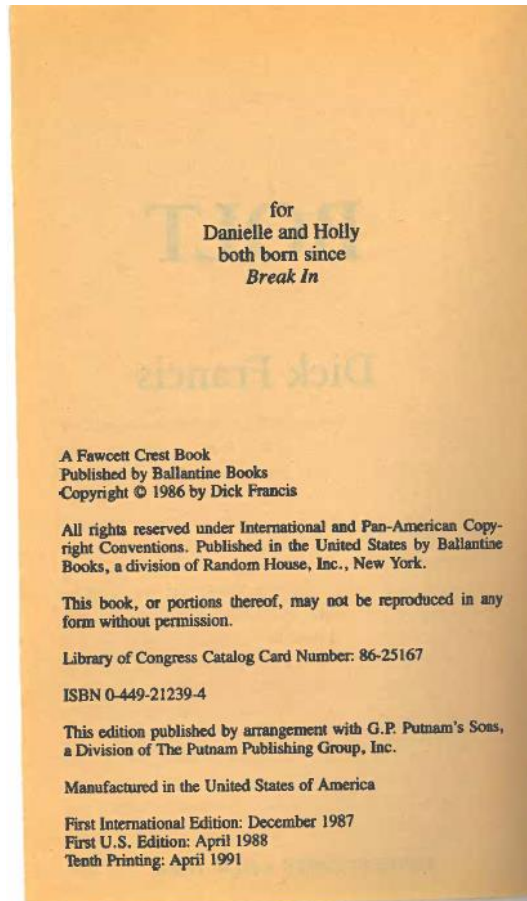 for
Danielle and Holly
both born since
Break In
A Fawcett Crest Book
Published by Ballantine Books
Copyright © 1986 by Dick Francis
All rights reserved under International and Pan-American Copy-
right Conventions. Published in the United States by Ballantine
Books, a division of Random House, Inc., New York.
This book, or portions thereof, may not be reproduced in any
form without permission.
Library of Congress Catalog Card Number: 86-25167
ISBN 0-449-21239-4
This edition published by arrangement with G.P. Putnam's Sons,
a Division of The Putnam Publishing Group, Inc.
Manufactured in the United States of America
First International Edition: December 1987
First U.S. Edition: April 1988
Tenth Printing: April 1991